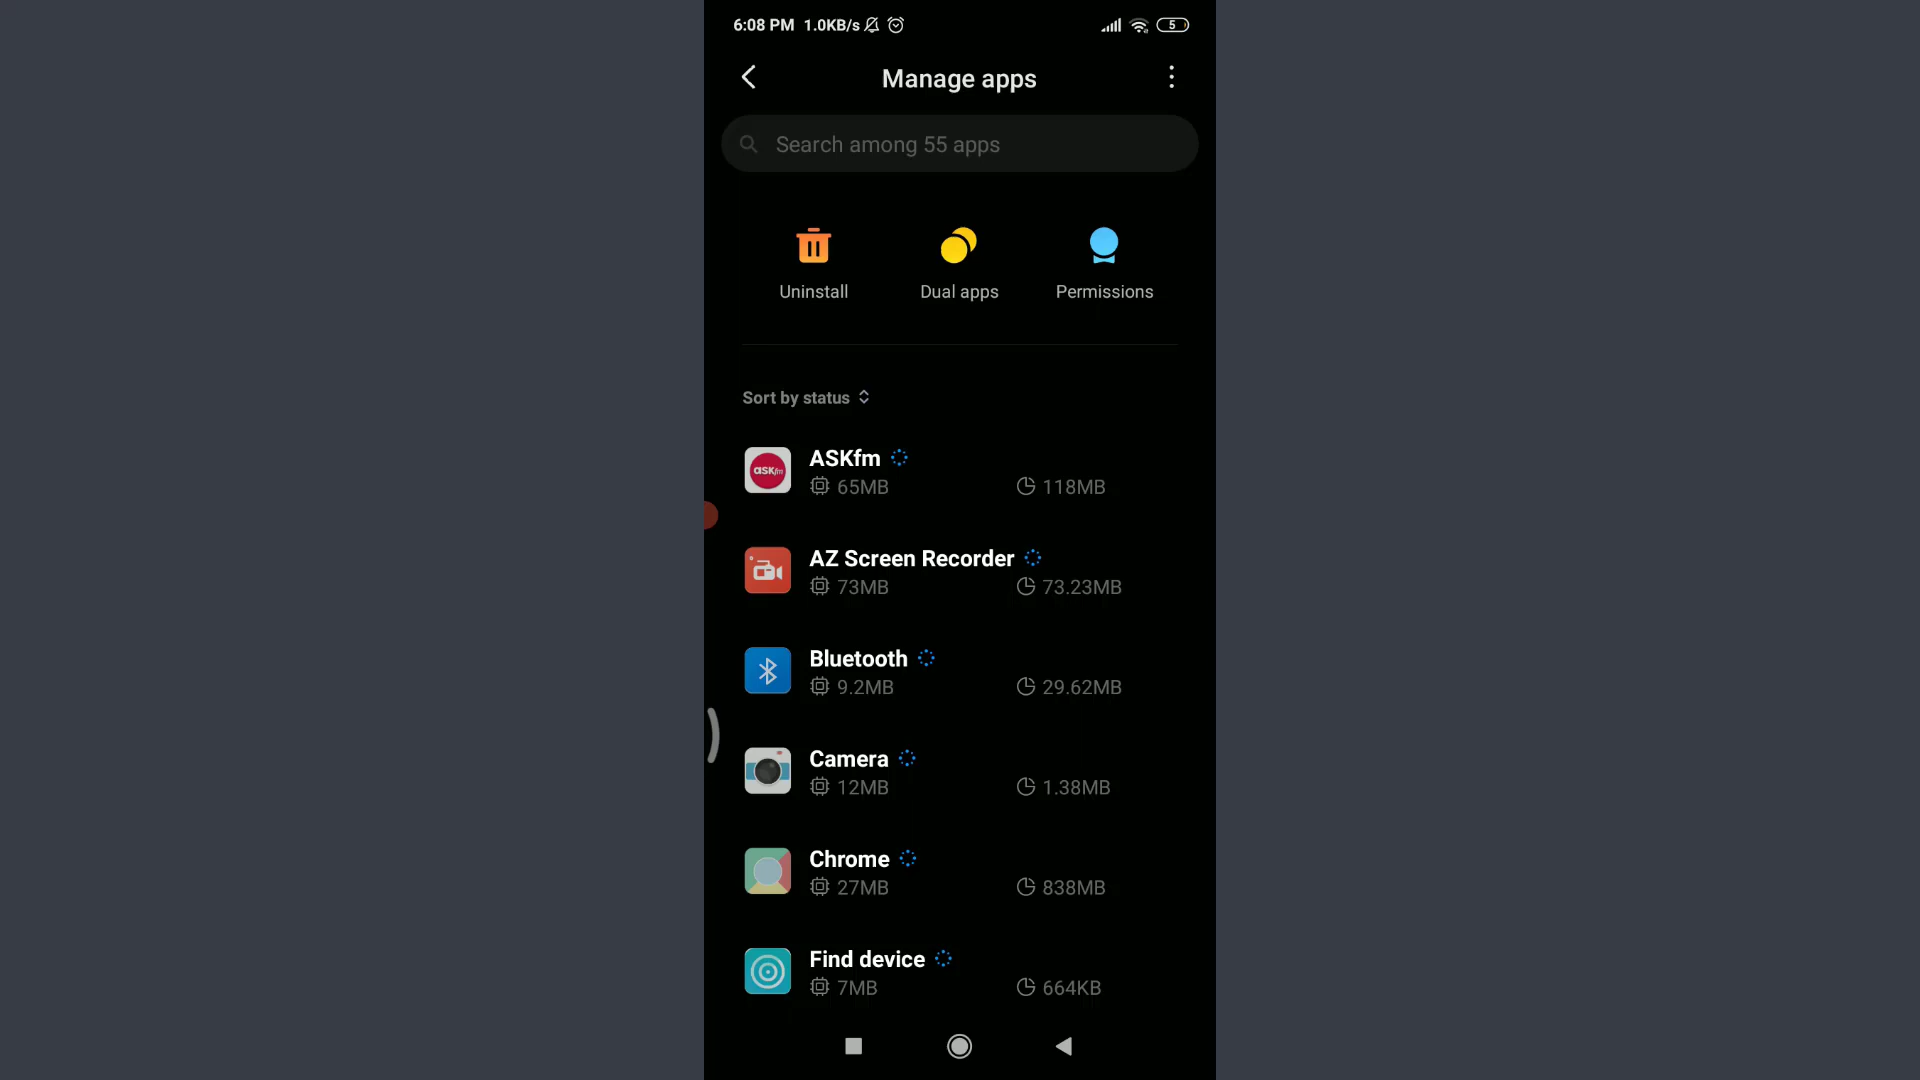 6:08 PM 1.0KB/s 5
Manage apps
Search among 55 apps
Uninstall Dual apps Permissions
Sort by status
ASKfm
ASKfm
65MB 118MB
AZ Screen Recorder
73MB 73.23MB
Bluetooth
9.2MB 29.62MB
Camera
12MB 1.38MB
Chrome
27MB 838MB
Find device
7MB 664KB